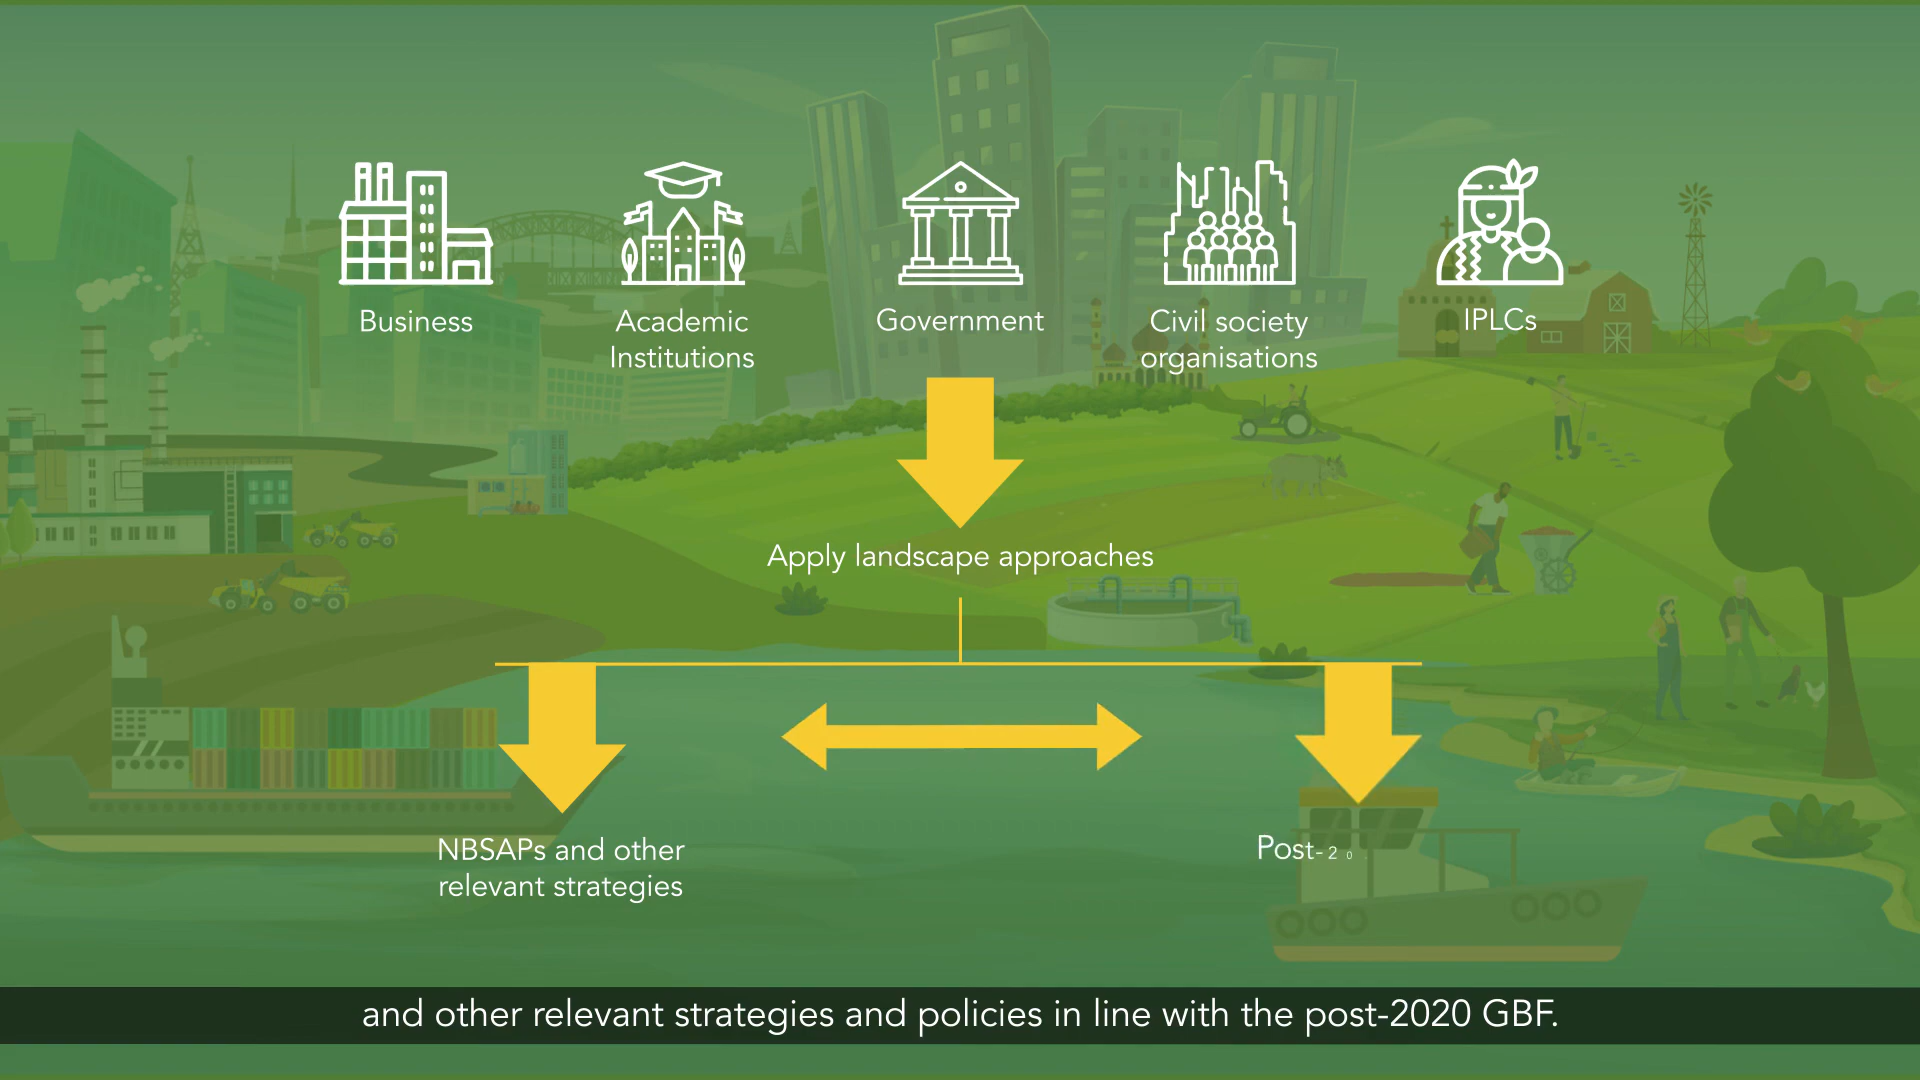 Business
Academic
Institutions
Government
Civil society
organisations
IPLCs
Apply landscape approaches
NBSAPs and other
relevant strategies
Post-20
and other relevant strategies and policies in line with the post-2020 GBF.